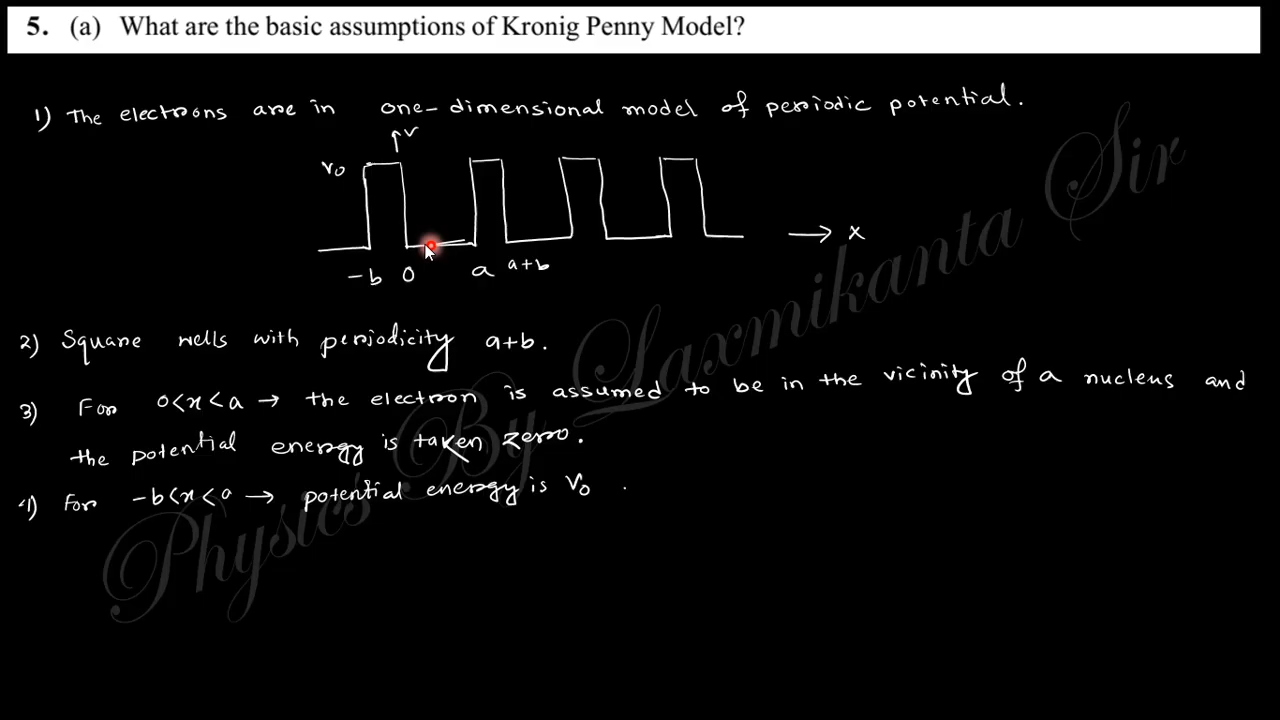 5. (a) What are the basic assumptions of Kronig Penny Model?
1) The electrons are in one-dimensional model of periodic potential.
V
V0
x
-b 0 a a+b
2) Square wells with periodicity a+b.
3) For 0<x<a → the electron is assumed to be in the vicinity of a nucleus and
the potential energy is taken zero.
4) For -b<x<0 → potential energy is V0.
Physics By Laxmikanta Sir